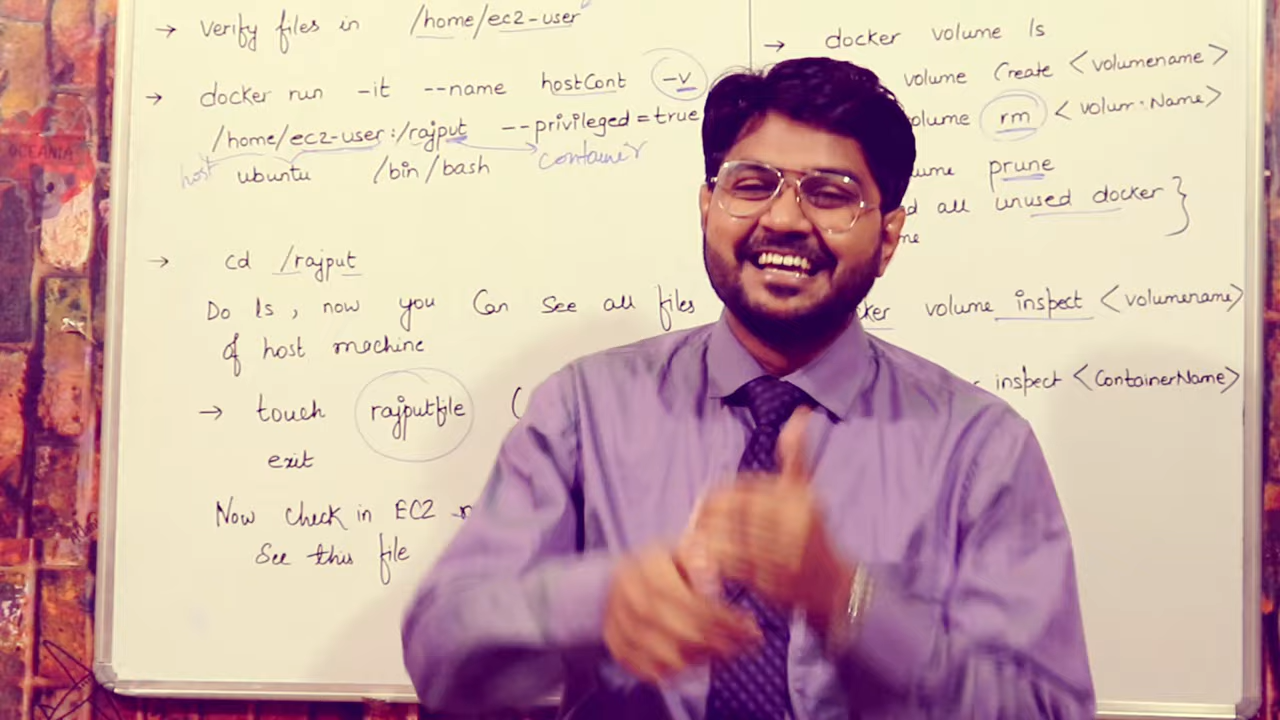 → Verify files in /home/ec2-user
→ docker run -it --name hostCont -v
/home/ec2-user:/rajput --privileged=true
host container
ubuntu /bin/bash
→ cd /rajput
Do ls, now you Can See all files
of host machine
→ touch rajputfile (
exit
Now check in EC2
See this file
→ docker volume ls
volume Create <volumename>
volume rm <volum Name>
prune
all unused docker }
volume inspect <volumename>
inspect <ContainerName>
OCEANIA